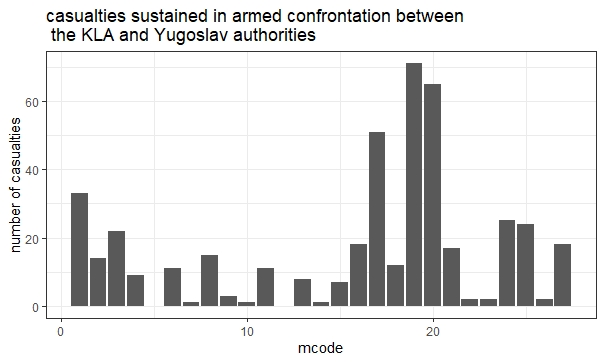 casualties sustained in armed confrontation between
the KLA and Yugoslav authorities
number of casualties
60
40
20
0
0 10 20
mcode